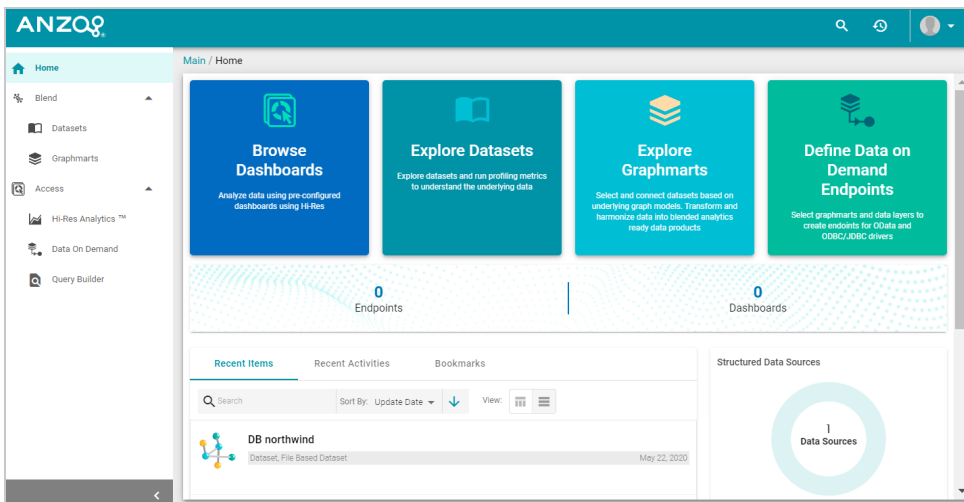 ANZO
Main / Home
Home
Blend
Datasets
Graphmarts
Access
Hi-Res Analytics ™
Data On Demand
Query Builder
Browse
Dashboards
Analyze data using pre-configured
dashboards using Hi-Res
Explore Datasets
Explore datasets and run profiling metrics
to understand the underlying data
Explore
Graphmarts
Select and connect datasets based on
underlying graph models. Transform and
harmonize data into blended analytics
ready data products
Define Data on
Demand
Endpoints
Select graphmarts and data layers to
create endoints for OData and
ODBC/JDBC drivers
0
Endpoints
0
Dashboards
Recent Items Recent Activities Bookmarks
Search Sort By: Update Date View:
DB northwind
Dataset, File Based Dataset May 22, 2020
Structured Data Sources
1
Data Sources